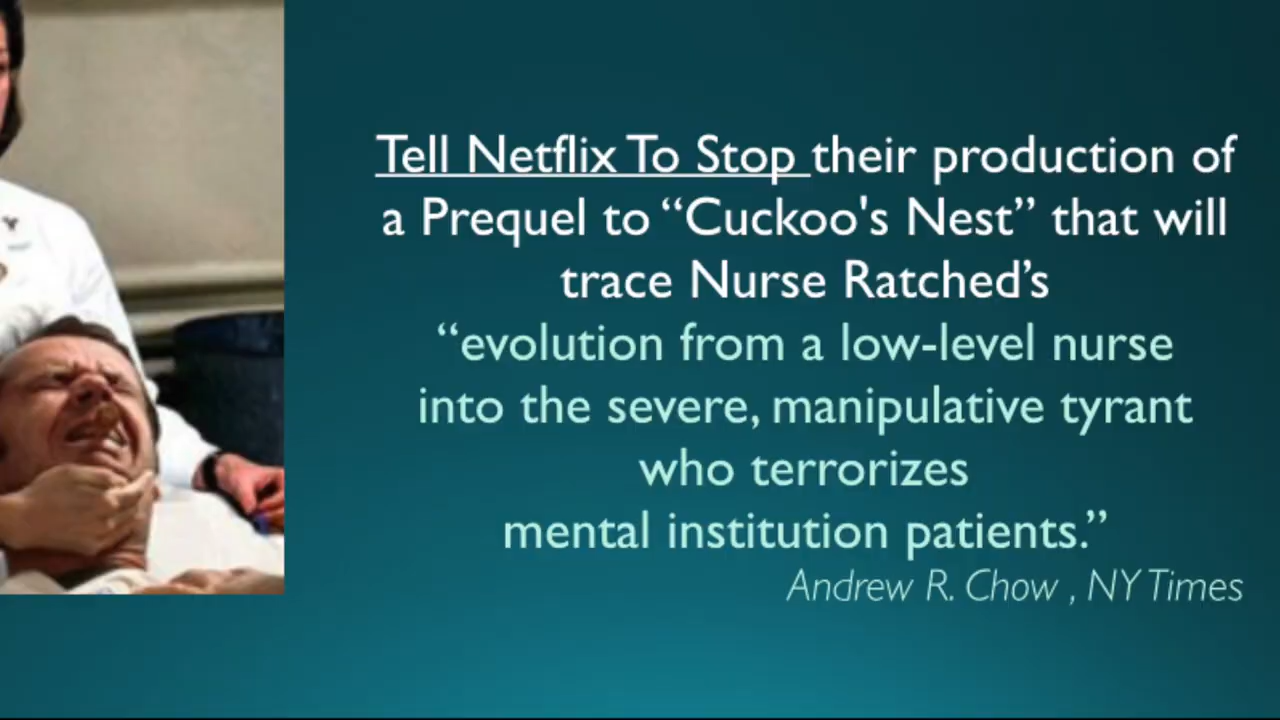 Tell Netflix To Stop their production of
a Prequel to “Cuckoo's Nest” that will
trace Nurse Ratched’s
“evolution from a low-level nurse
into the severe, manipulative tyrant
who terrorizes
mental institution patients.”
Andrew R. Chow , NY Times